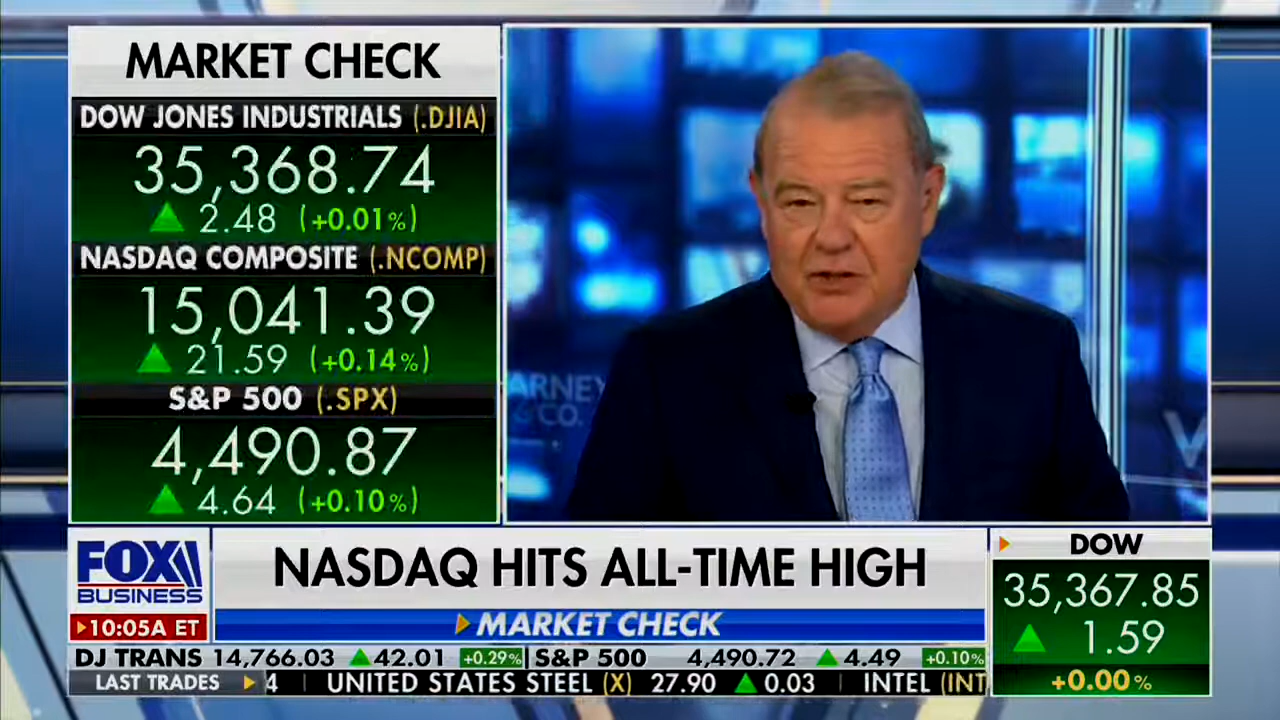 MARKET CHECK
DOW JONES INDUSTRIALS (.DJIA)
35,368.74
▲ 2.48 (+0.01%)
NASDAQ COMPOSITE (.NCOMP)
15,041.39
▲ 21.59 (+0.14%)
S&P 500 (.SPX)
4,490.87
▲ 4.64 (+0.10%)
ARNEY
& CO.
FOX
BUSINESS
10:05A ET
NASDAQ HITS ALL-TIME HIGH
MARKET CHECK
DOW
35,367.85
▲ 1.59
+0.00%
DJ TRANS 14,766.03 ▲42.01 +0.29% S&P 500 4,490.72 ▲4.49 +0.10%
LAST TRADES 4 UNITED STATES STEEL (X) 27.90 ▲0.03 INTEL (INT